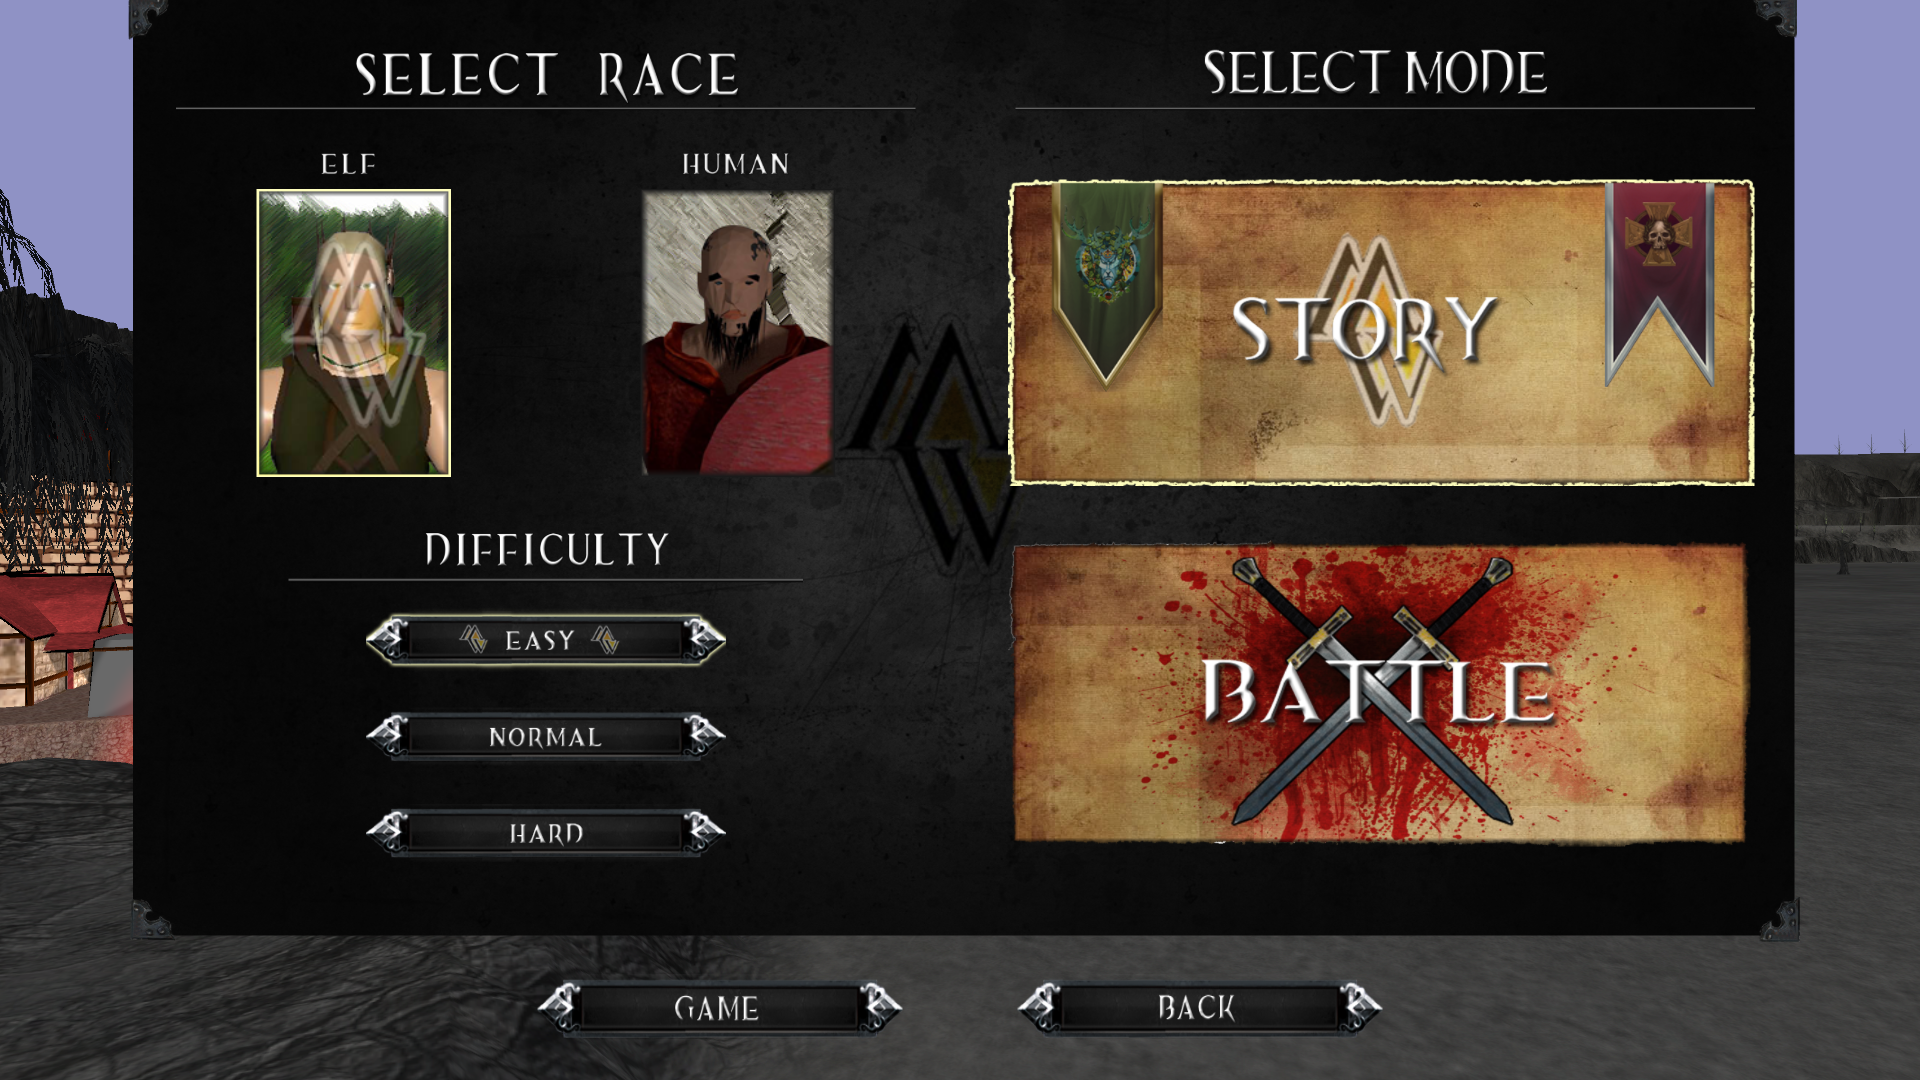 SELECT RACE
SELECT MODE
ELF
HUMAN
STORY
DIFFICULTY
EASY
NORMAL
HARD
BATTLE
GAME
BACK